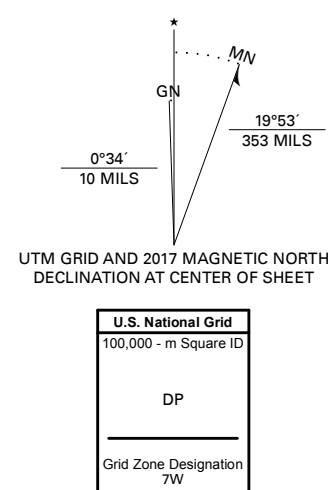 ★
MN
GN
19°53´
353 MILS
0°34´
10 MILS
UTM GRID AND 2017 MAGNETIC NORTH
DECLINATION AT CENTER OF SHEET
U.S. National Grid
100,000 - m Square ID
DP
Grid Zone Designation
7W